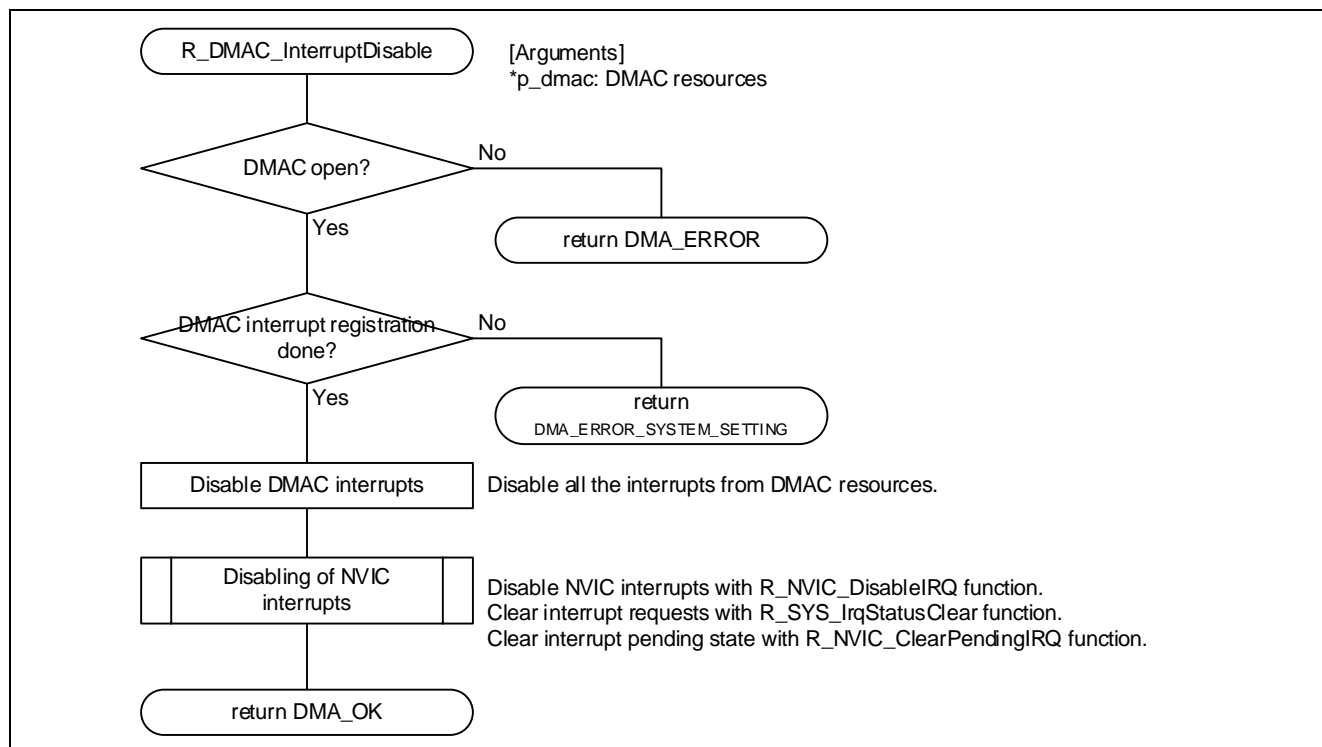 R_DMAC_InterruptDisable
[Arguments]
*p_dmac: DMAC resources
DMAC open?
No
Yes
return DMA_ERROR
DMAC interrupt registration
done?
No
Yes
return
DMA_ERROR_SYSTEM_SETTING
Disable DMAC interrupts
Disable all the interrupts from DMAC resources.
Disabling of NVIC
interrupts
Disable NVIC interrupts with R_NVIC_DisableIRQ function.
Clear interrupt requests with R_SYS_IrqStatusClear function.
Clear interrupt pending state with R_NVIC_ClearPendingIRQ function.
return DMA_OK